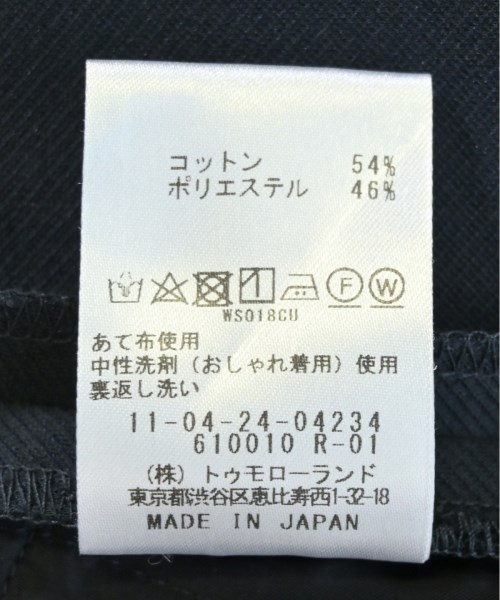 コットン 54%
ポリエステル 46%
F W
WS018CU
あて布使用
中性洗剤（おしゃれ着用）使用
裏返し洗い
11-04-24-04234
610010 R-01
（株）トゥモローランド
東京都渋谷区恵比寿西1-32-18
MADE IN JAPAN